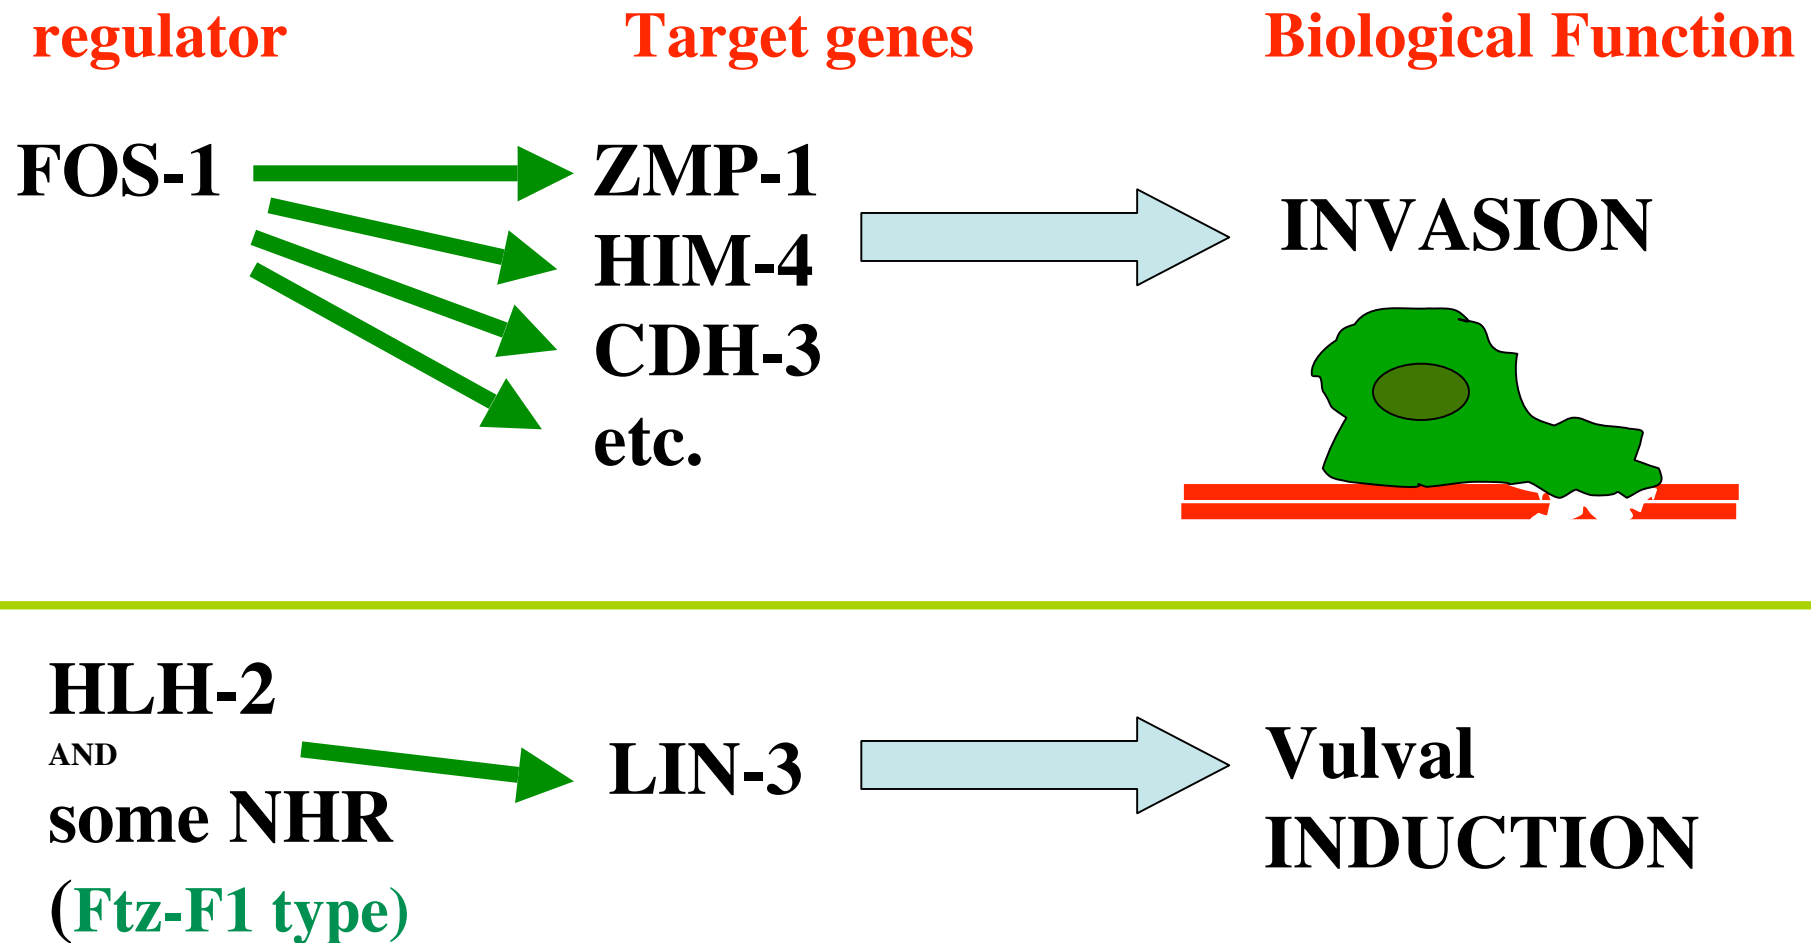 regulator Target genes Biological Function
FOS-1 ZMP-1
HIM-4
INVASION
CDH-3
etc.
HLH-2
AND
some NHR
(Ftz-F1 type)
LIN-3
Vulval
INDUCTION